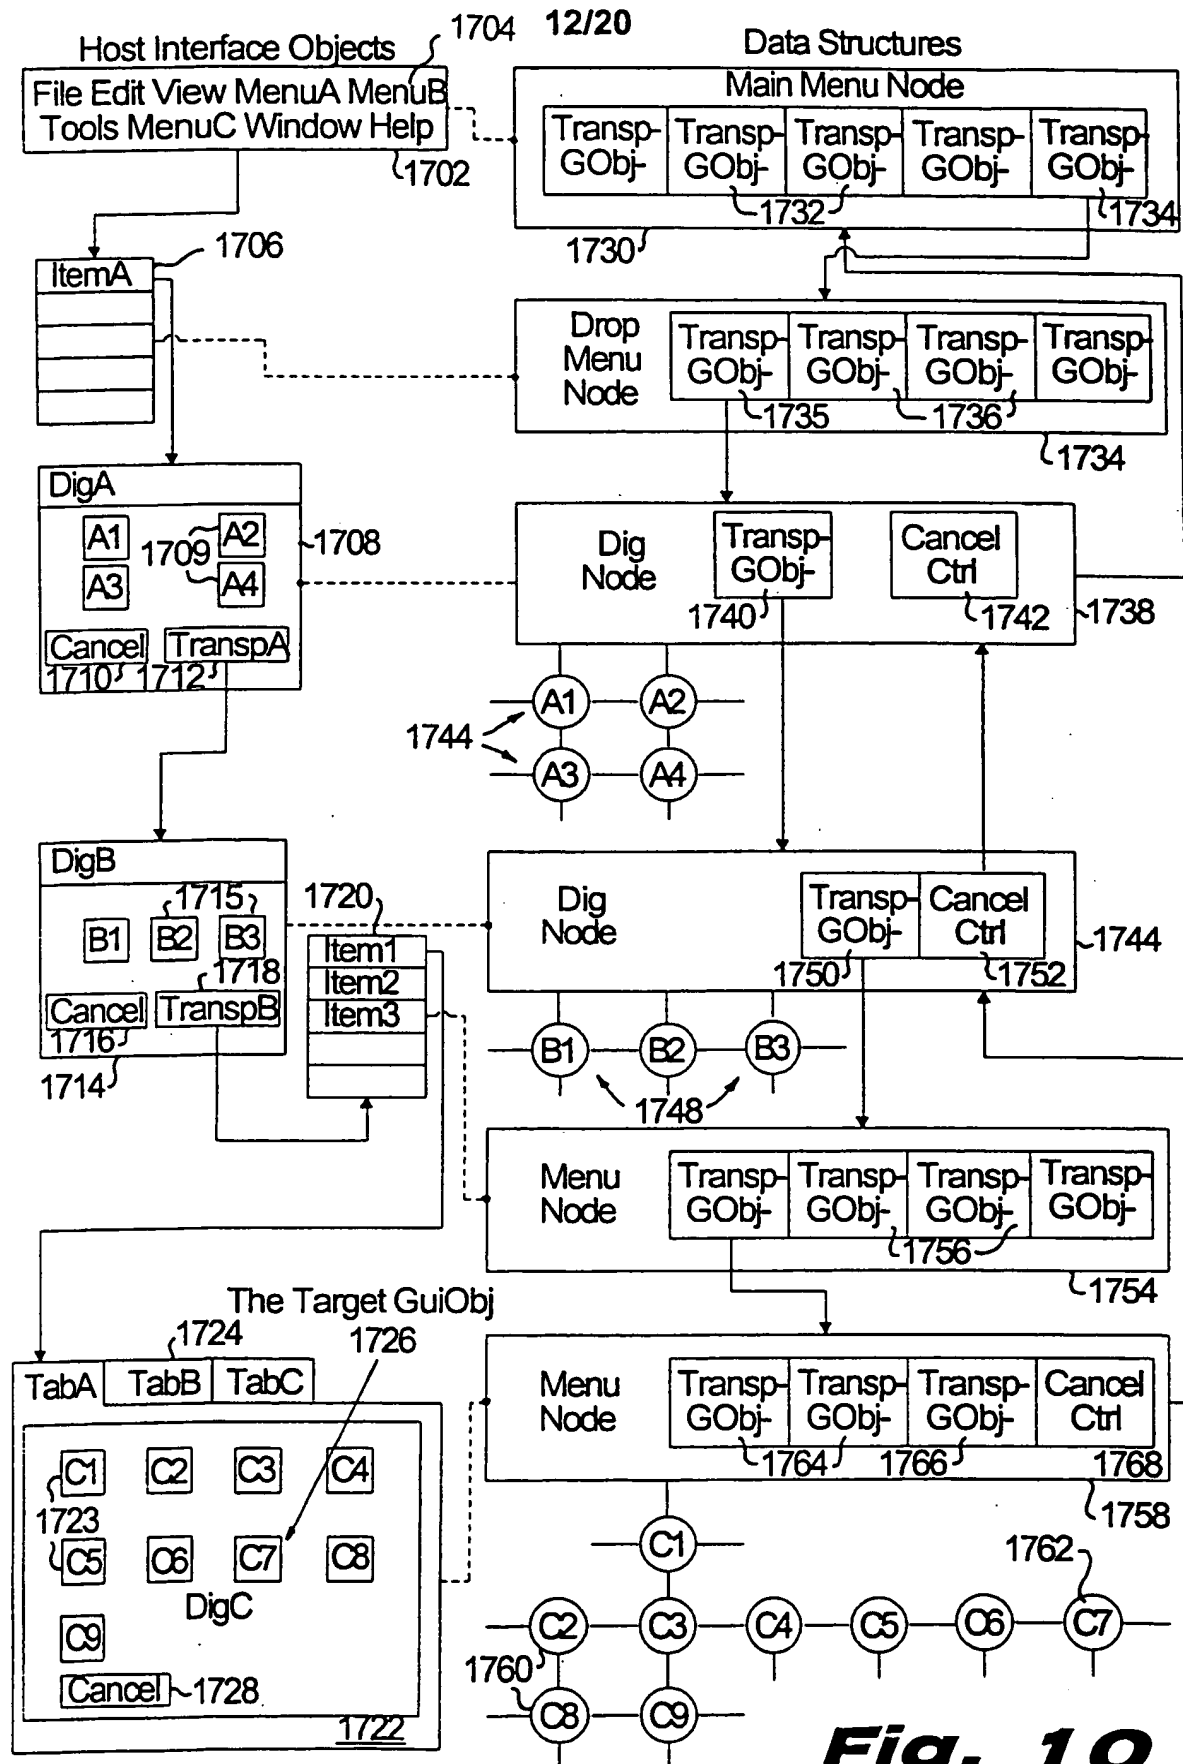 12/20
Host Interface Objects
1704
Data Structures
File Edit View MenuA MenuB
Tools MenuC Window Help
1702
Main Menu Node
Transp-
GObj-
Transp-
GObj-
Transp-
GObj-
Transp-
GObj-
Transp-
GObj-
1732
1734
1730
1706
ItemA
Drop
Menu
Node
Transp-
GObj-
Transp-
GObj-
Transp-
GObj-
Transp-
GObj-
1735
1736
1734
DigA
A1
A2
1709
A3
A4
1708
Cancel
TranspA
1710
1712
Dig
Node
Transp-
GObj-
Cancel
Ctrl
1740
1742
1738
A1
A2
1744
A3
A4
DigB
1715
B1
B2
B3
1718
Cancel
TranspB
1716
1714
1720
Item1
Item2
Item3
Dig
Node
Transp-
GObj-
Cancel
Ctrl
1744
1750
1752
B1
B2
B3
1748
Menu
Node
Transp-
GObj-
Transp-
GObj-
Transp-
GObj-
Transp-
GObj-
1756
1754
The Target GuiObj
1724
1726
TabA
TabB
TabC
C1
C2
C3
C4
1723
C5
C6
C7
C8
DigC
C9
Cancel
1728
1722
Menu
Node
Transp-
GObj-
Transp-
GObj-
Transp-
GObj-
Cancel
Ctrl
1764
1766
1768
1758
C1
1762
C2
C3
C4
C5
C6
C7
1760
C8
C9
Fig. 10